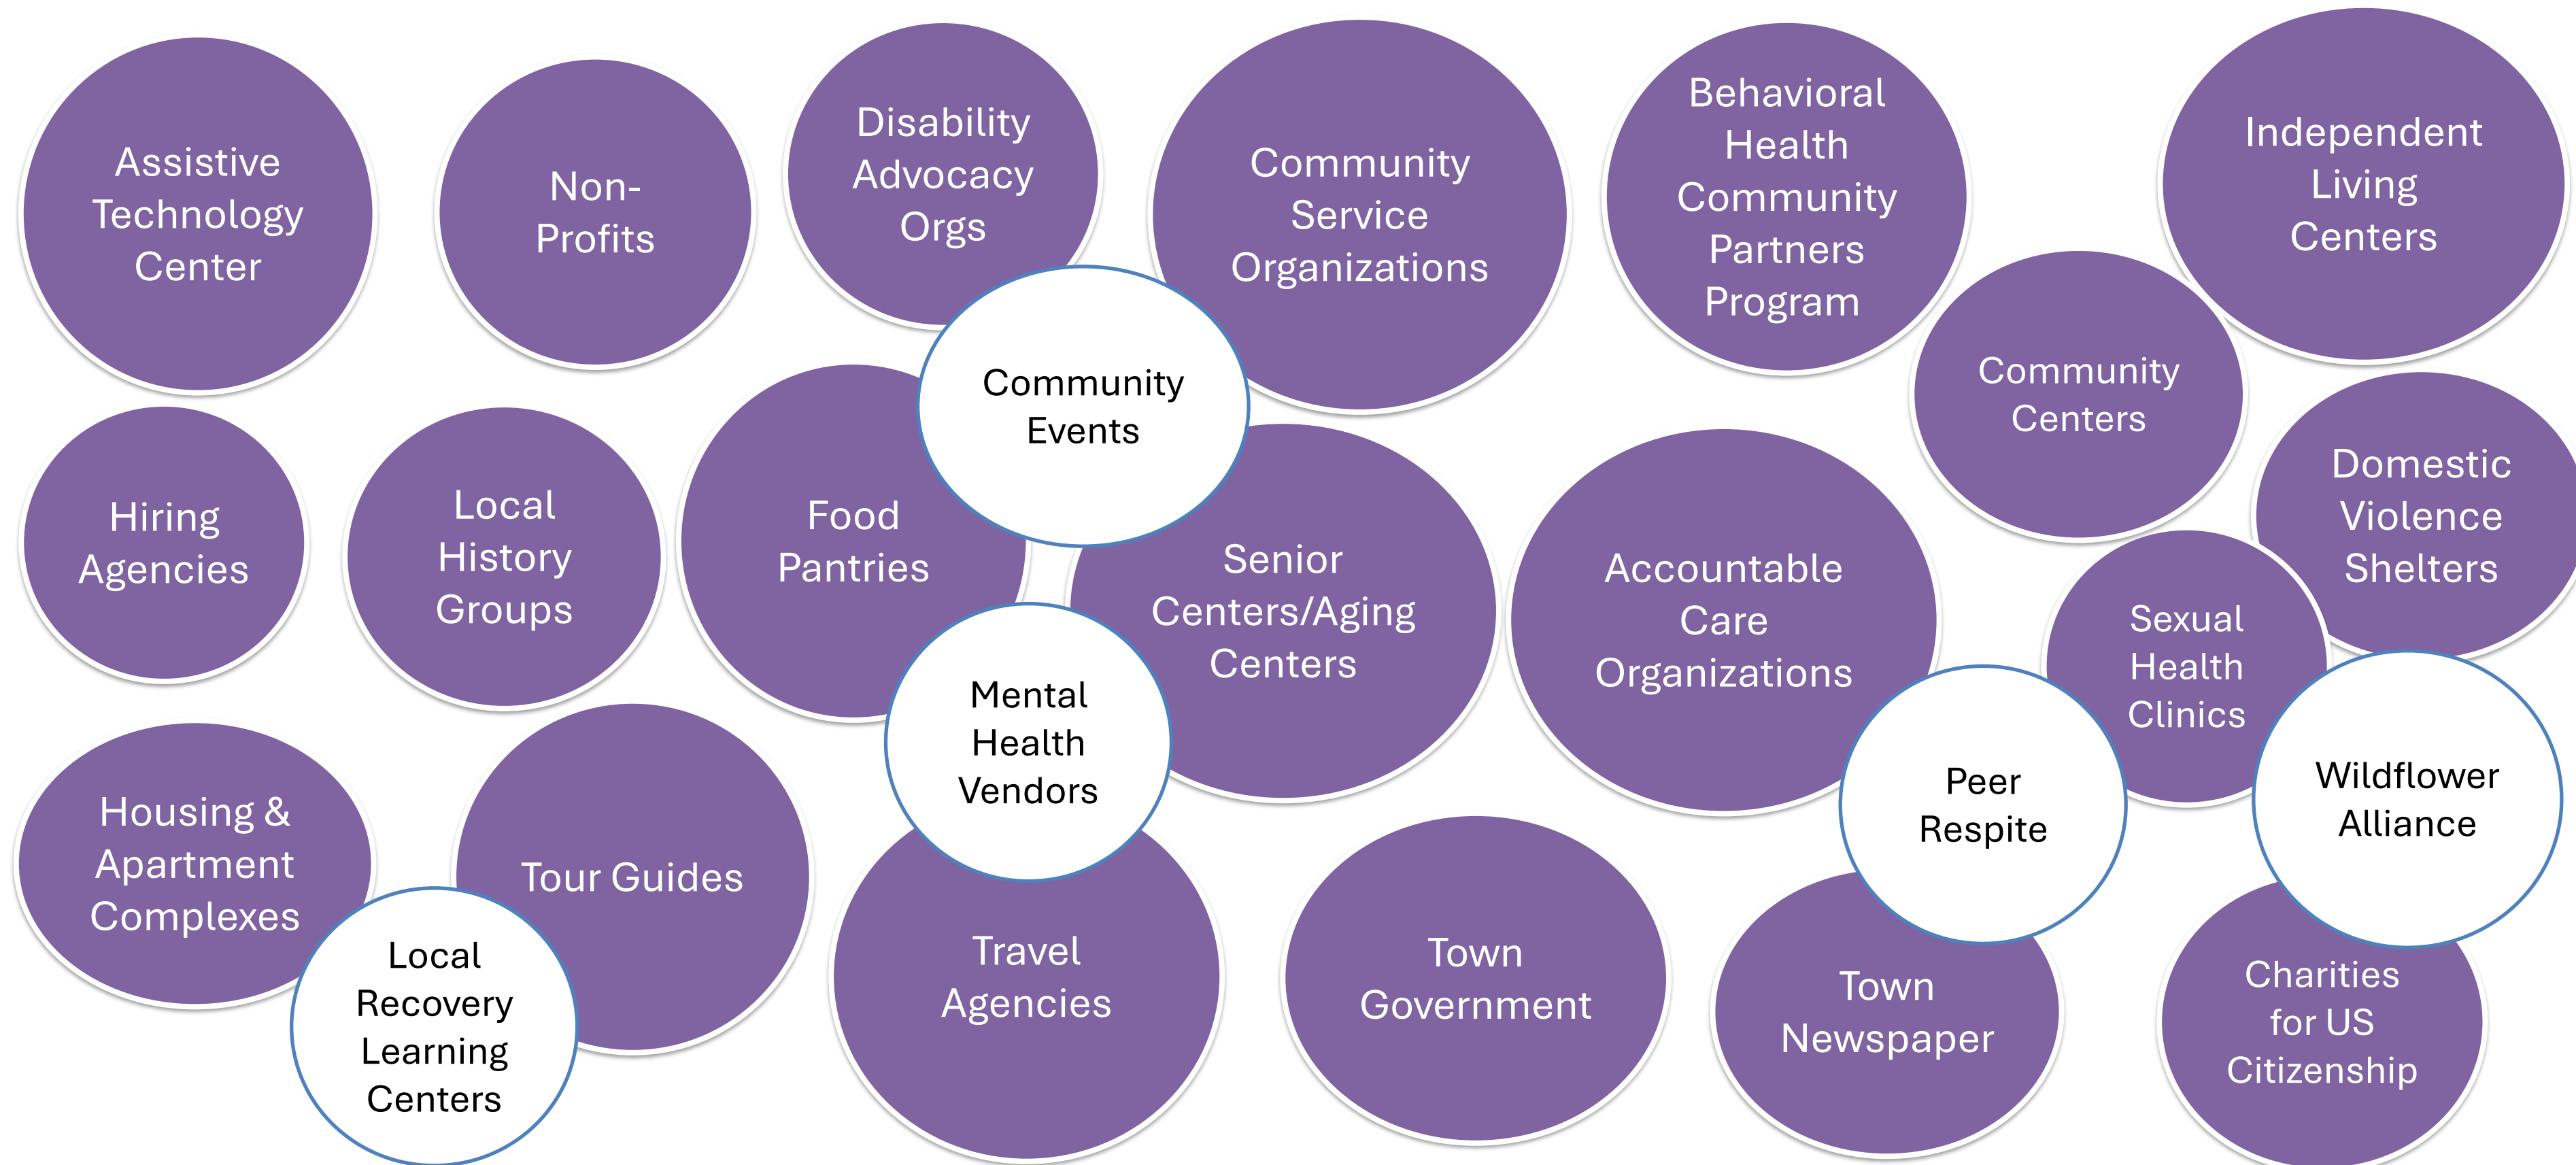 Assistive
Technology
Center
Non-
Profits
Disability
Advocacy
Orgs
Community
Service
Organizations
Behavioral
Health
Community
Partners
Program
Independent
Living
Centers
Community
Events
Community
Centers
Hiring
Agencies
Local
History
Groups
Food
Pantries
Senior
Centers/Aging
Centers
Accountable
Care
Organizations
Domestic
Violence
Shelters
Sexual
Health
Clinics
Mental
Health
Vendors
Peer
Respite
Wildflower
Alliance
Housing &
Apartment
Complexes
Tour Guides
Local
Recovery
Learning
Centers
Travel
Agencies
Town
Government
Town
Newspaper
Charities
for US
Citizenship